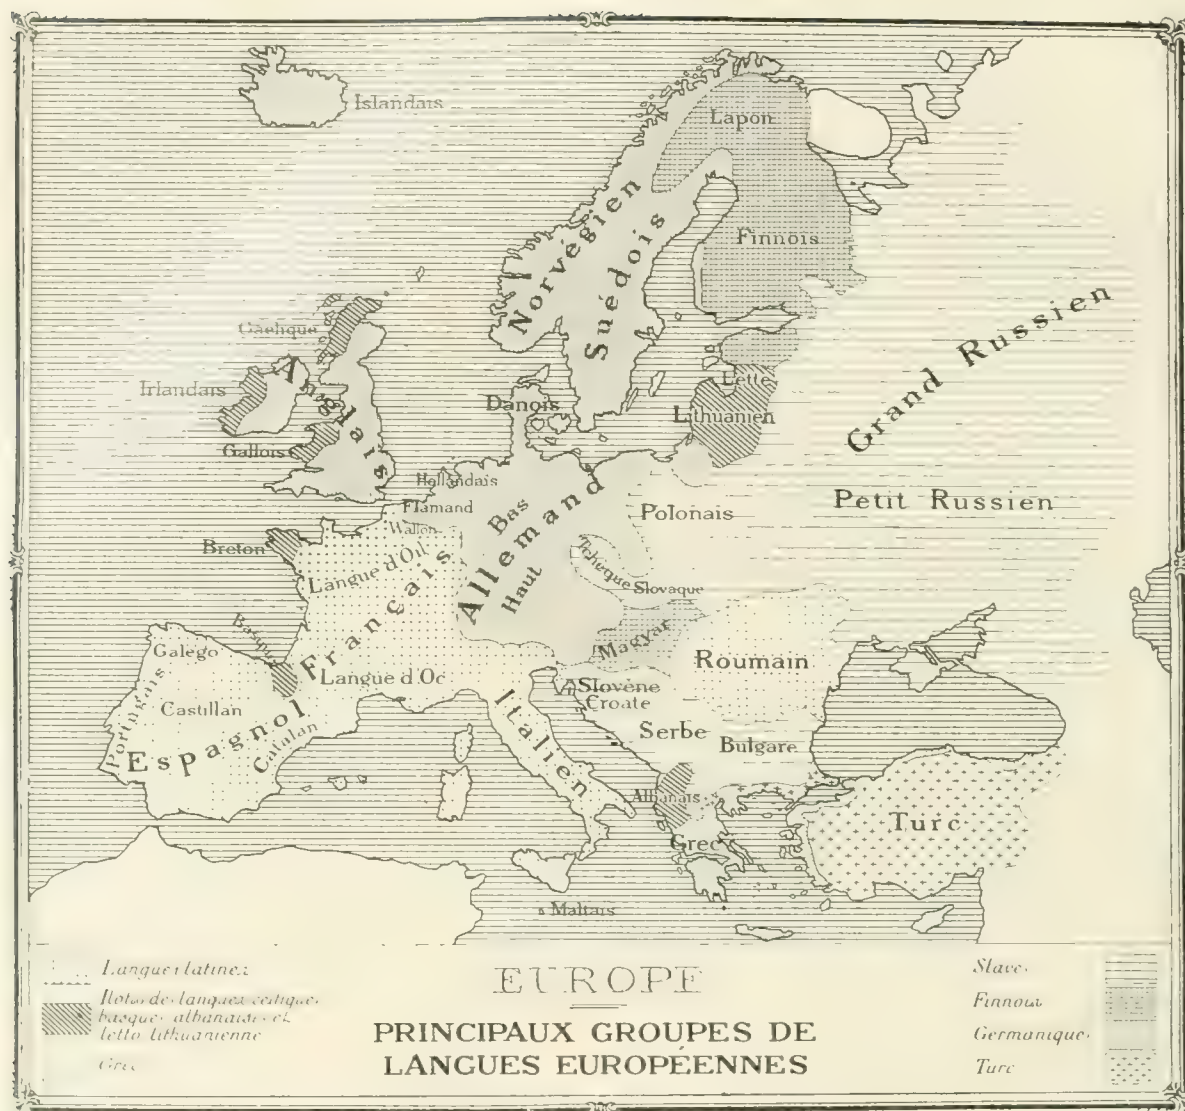 Islandais
Lapon
Norvégien
Suédois
Finnois
Gaelique
Anglais
Irlandais
Gallois
Danois
Lette
Lithuanien
Grand Russien
Petit Russien
Hollandais
Flamand
Wallon
Bas
Allemand
Haut
Polonais
Breton
Langue d'Oïl
Français
Tcheque
Slovaque
Basque
Magyar
Roumain
Galego
Langue d'Oc
Slovène
Croate
Portugais
Castillan
Espagnol
Catalan
Italien
Serbe
Bulgare
Albanais
Grec
Turc
Maltais
Langues latines
Ilots de langues celtique,
basque, albanaise et
letto lithuanienne
Grec
EUROPE
PRINCIPAUX GROUPES DE
LANGUES EUROPÉENNES
Slave
Finnois
Germanique
Turc